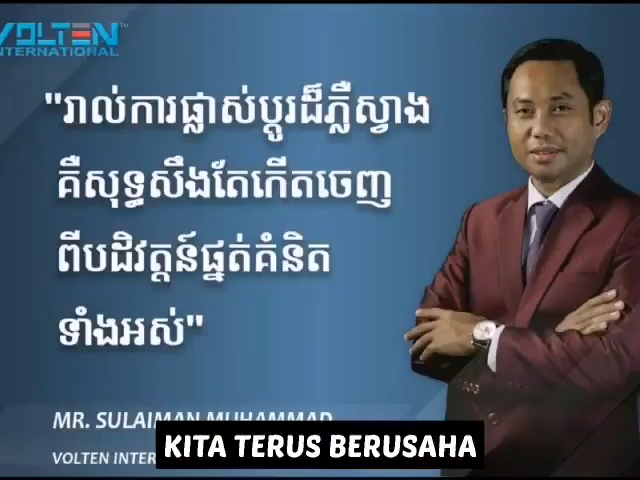 VOLTEN™
INTERNATIONAL
"រាល់ការផ្លាស់ប្ដូរដ៏ភ្លឺស្វាង
គឺសុទ្ធសឹងតែកើតចេញ
ពីបដិវត្តន៍ផ្នត់គំនិត
ទាំងអស់"
MR. SULAIMAN MUHAMMAD
VOLTEN INTER
KITA TERUS BERUSAHA